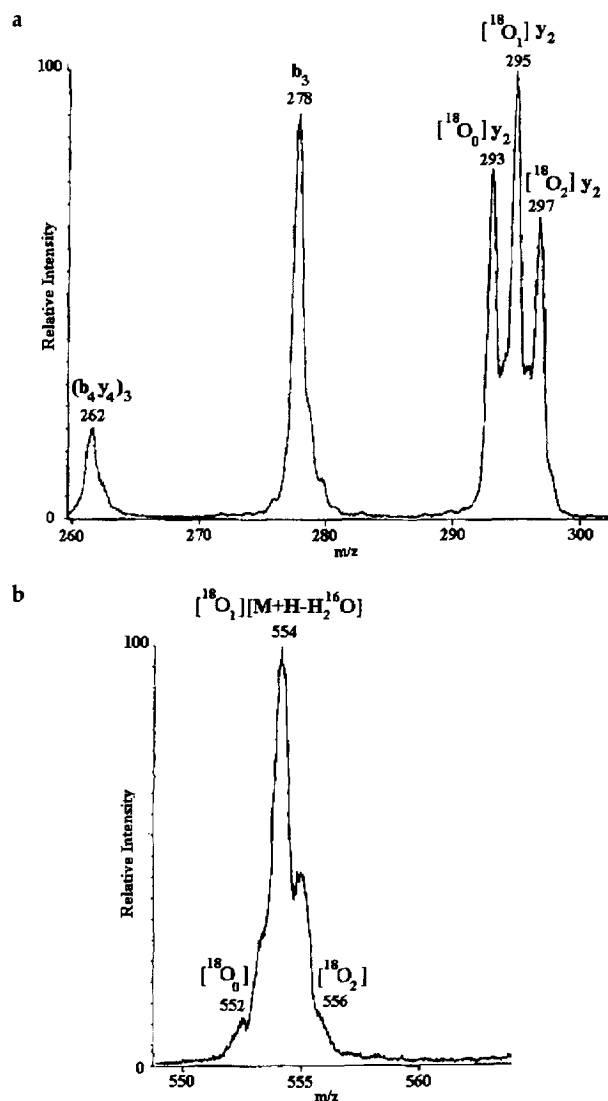 a
[¹⁸O₁] y₂
295
100
b₃
278
[¹⁸O₀] y₂
293
[¹⁸O₂] y₂
297
Relative Intensity
(b₄y₄)₃
262
0
260
270
280
290
300
m/z
b
[¹⁸O₁][M+H-H₂¹⁶O]
554
100
Relative Intensity
[¹⁸O₀]
552
[¹⁸O₂]
556
0
550
555
560
m/z